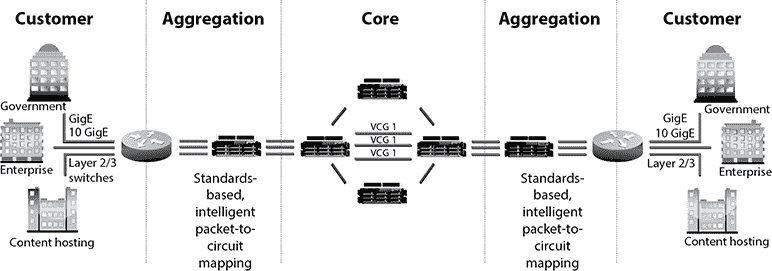 Customer
Aggregation
Core
Aggregation
Customer
Government
GigE
10 GigE
Enterprise
Layer 2/3
switches
Content hosting
Standards-
based,
intelligent
packet-to-
circuit
mapping
VCG 1
VCG 1
VCG 1
Standards-
based,
intelligent
packet-to-
circuit
mapping
Government
GigE
10 GigE
Layer 2/3
Enterprise
Content hosting